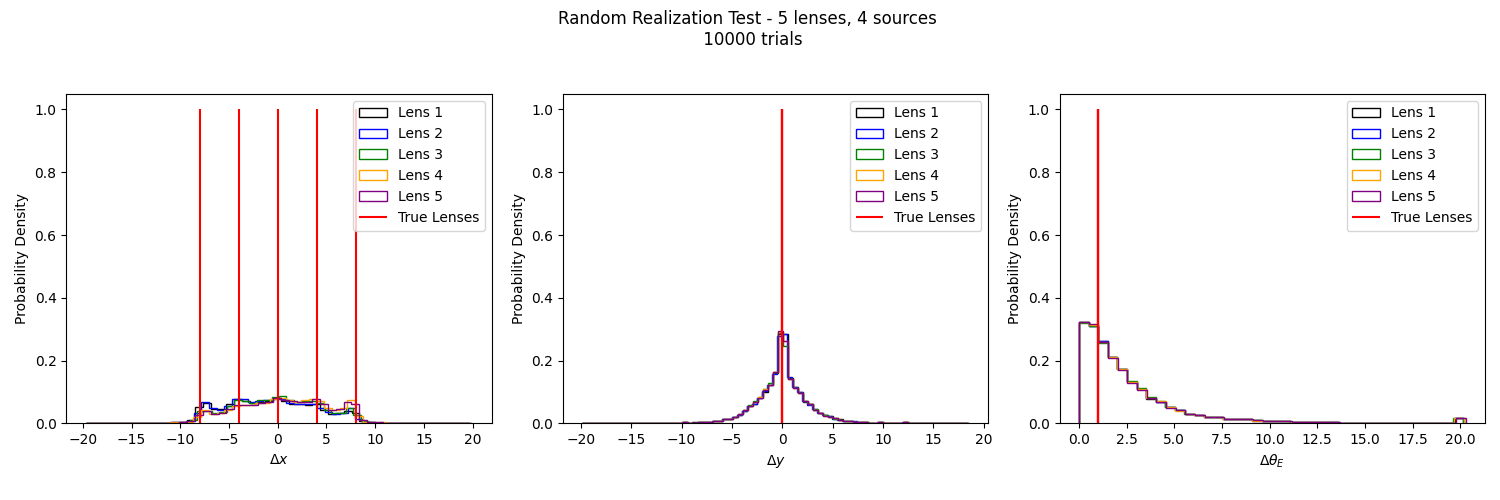 Random Realization Test - 5 lenses, 4 sources
10000 trials
Probability Density
1.0
0.8
0.6
0.4
0.2
0.0
−20 −15 −10 −5 0 5 10 15 20
Δx
Lens 1
Lens 2
Lens 3
Lens 4
Lens 5
True Lenses
Probability Density
1.0
0.8
0.6
0.4
0.2
0.0
−20 −15 −10 −5 0 5 10 15 20
Δy
Lens 1
Lens 2
Lens 3
Lens 4
Lens 5
True Lenses
Probability Density
1.0
0.8
0.6
0.4
0.2
0.0
0.0 2.5 5.0 7.5 10.0 12.5 15.0 17.5 20.0
Δθ_E
Lens 1
Lens 2
Lens 3
Lens 4
Lens 5
True Lenses